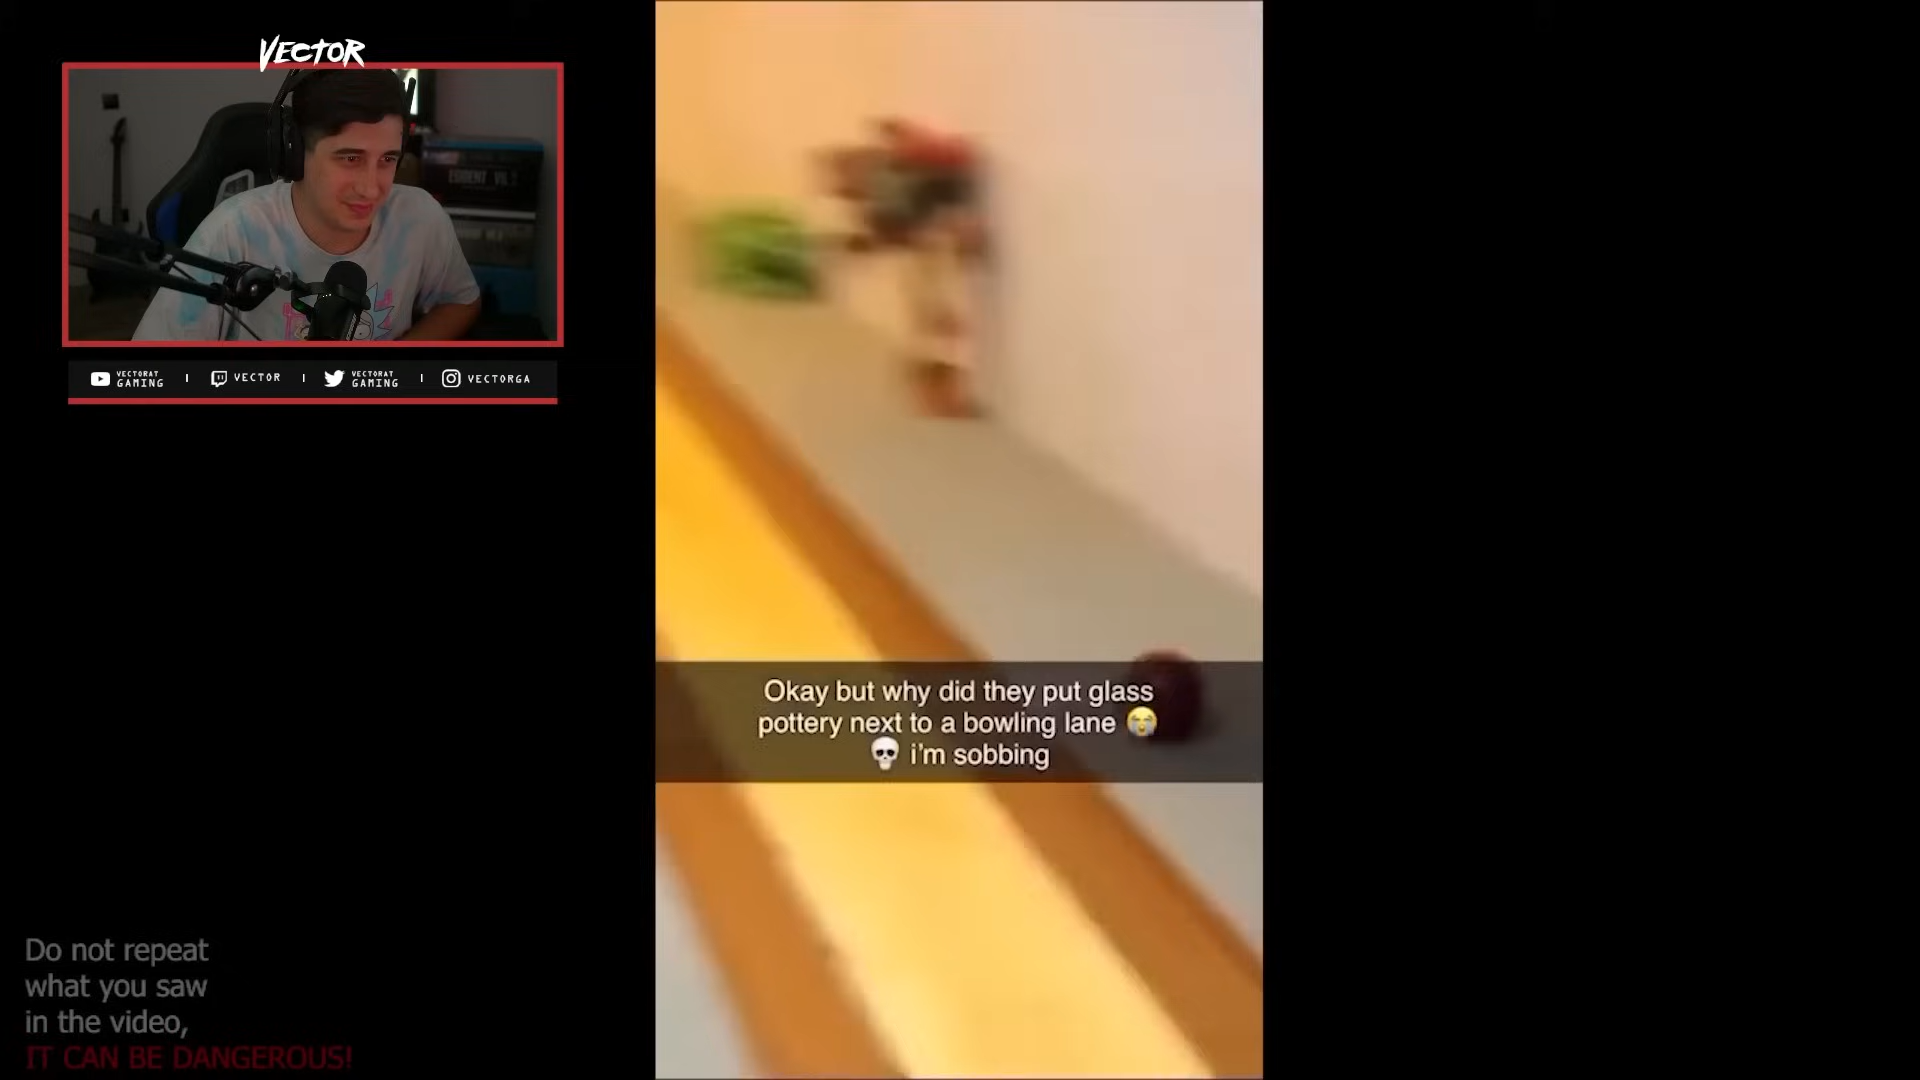 VECTOR
VECTORAT
GAMING
VECTOR
VECTORAT
GAMING
VECTORGA
Okay but why did they put glass
pottery next to a bowling lane 😭
💀 i'm sobbing
Do not repeat
what you saw
in the video,
IT CAN BE DANGEROUS!